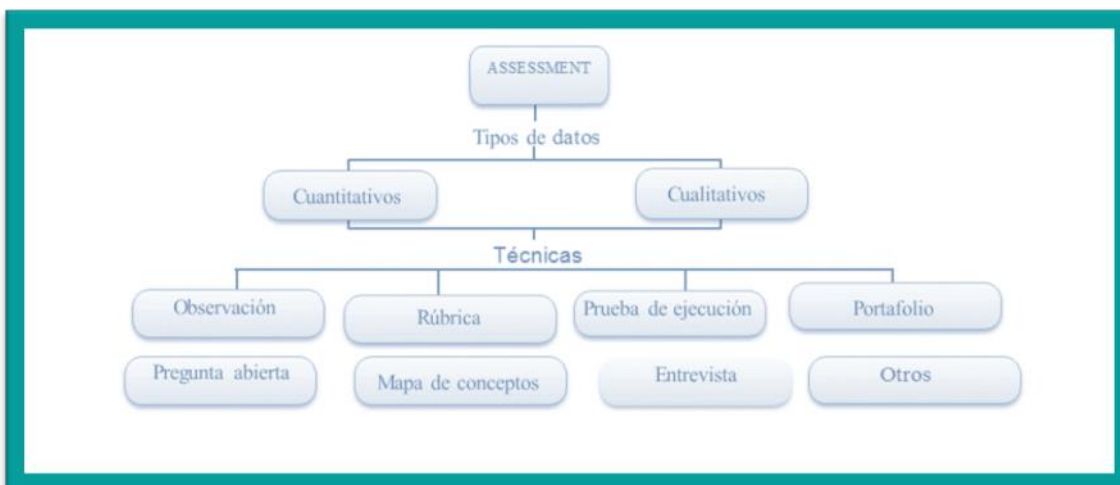 ASSESSMENT
Tipos de datos
Cuantitativos
Cualitativos
Técnicas
Observación
Rúbrica
Prueba de ejecución
Portafolio
Pregunta abierta
Mapa de conceptos
Entrevista
Otros